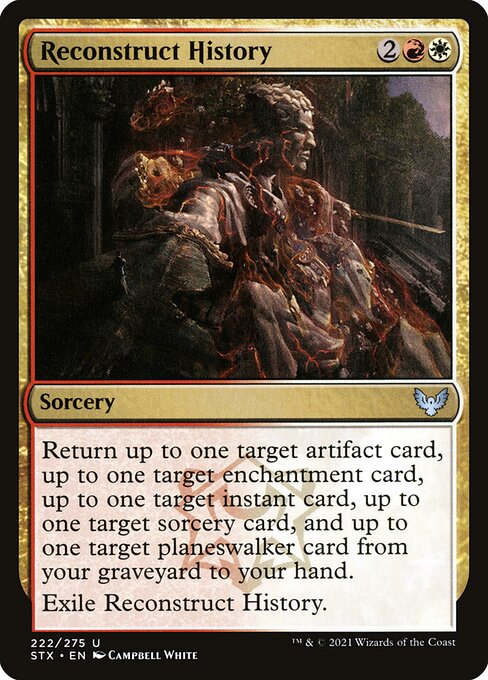 Reconstruct History 2
Sorcery
Return up to one target artifact card,
up to one target enchantment card,
up to one target instant card, up to
one target sorcery card, and up to
one target planeswalker card from
your graveyard to your hand.
Exile Reconstruct History.
222/275 U
STX • EN Campbell White
™ & © 2021 Wizards of the Coast